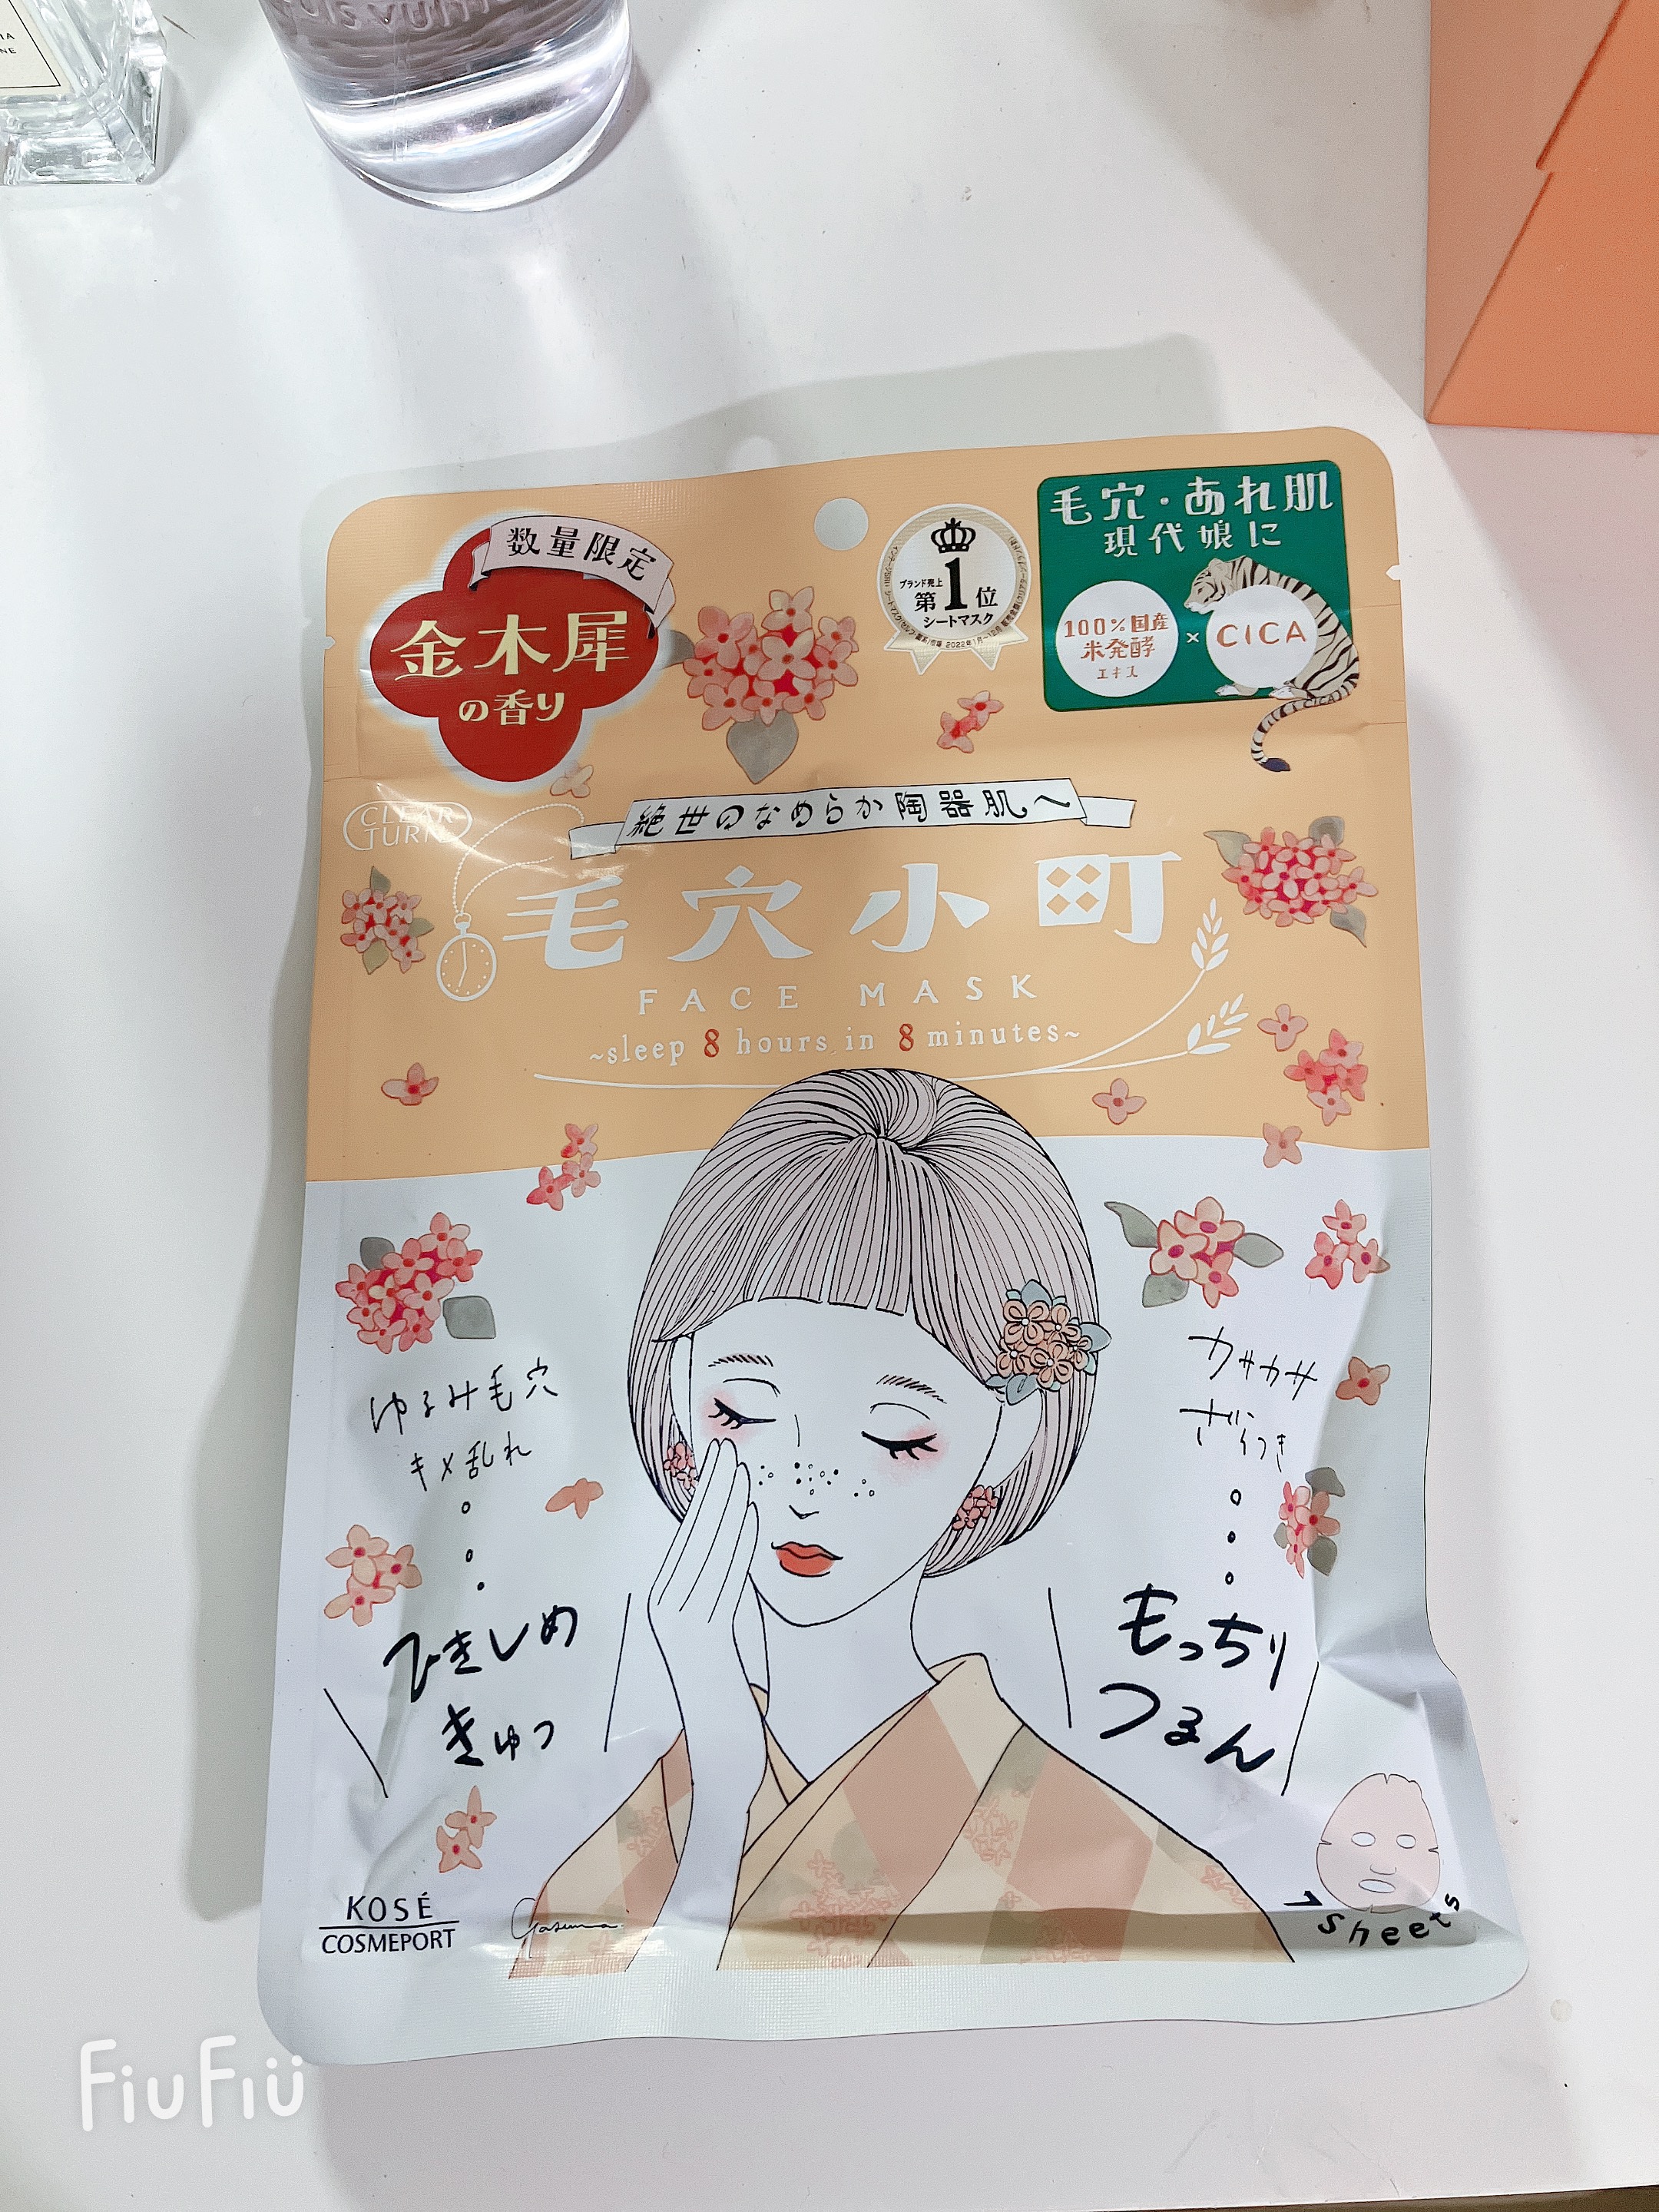 数量限定
金木犀
の香り
ブランド売上
第1位
シートマスク
毛穴・あれ肌
現代娘に
100%国産
米発酵
エキス
×
CICA
CLEAR
TURN
絶世のなめらか陶器肌へ
毛穴小町
FACE MASK
~sleep 8 hours in 8 minutes~
ゆるみ毛穴
キメ乱れ
ひきしめ
きゅっ
カサカサ
ざらつき
もっちり
つるん
KOSÉ
COSMEPORT
7 sheets
FiuFiü